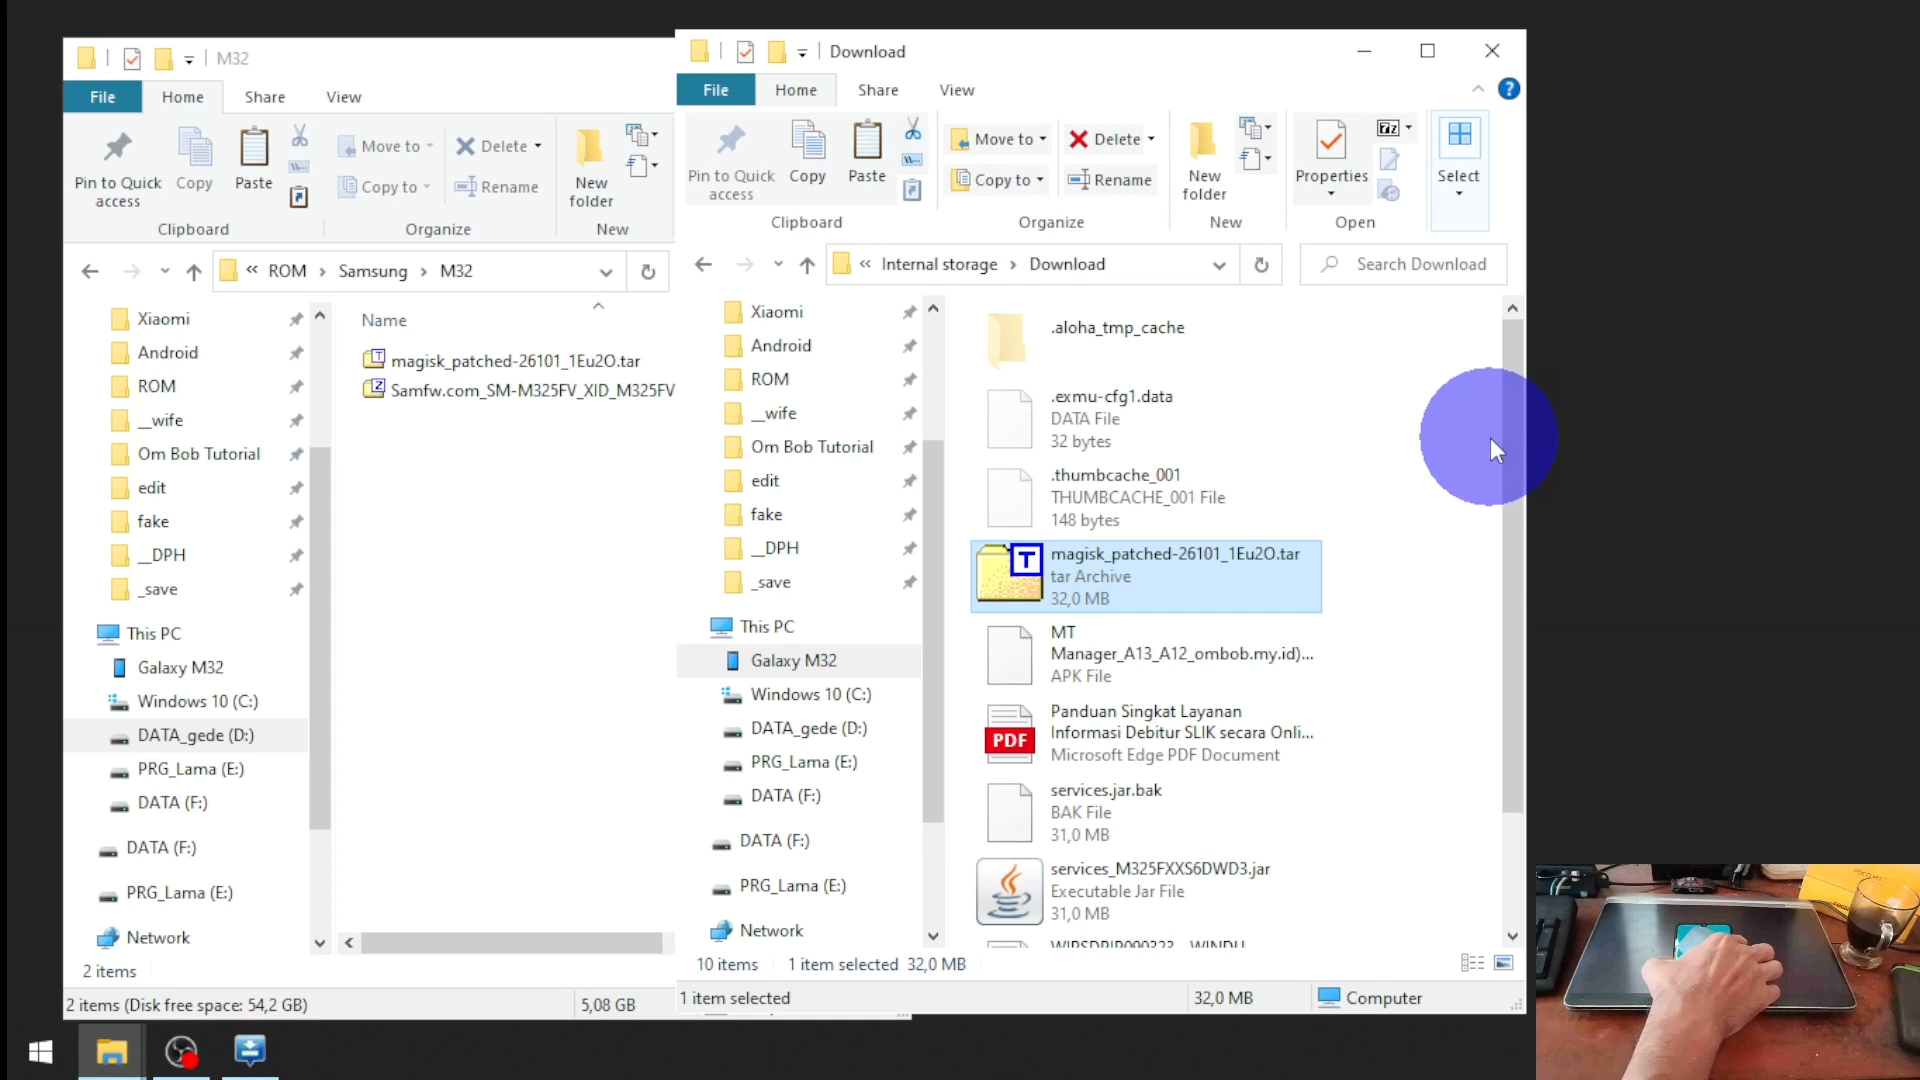 M32
File
Home
Share
View
Pin to Quick access
Copy
Paste
Move to
Copy to
Delete
Rename
New folder
Clipboard
Organize
New
« ROM › Samsung › M32
Xiaomi
Android
ROM
__wife
Om Bob Tutorial
edit
fake
__DPH
_save
This PC
Galaxy M32
Windows 10 (C:)
DATA_gede (D:)
PRG_Lama (E:)
DATA (F:)
DATA (F:)
PRG_Lama (E:)
Network
Name
magisk_patched-26101_1Eu2O.tar
Samfw.com_SM-M325FV_XID_M325FV
2 items
2 items (Disk free space: 54,2 GB)
5,08 GB
Download
File
Home
Share
View
?
Pin to Quick access
Copy
Paste
Move to
Copy to
Delete
Rename
New folder
Properties
Select
Clipboard
Organize
New
Open
« Internal storage › Download
Search Download
Xiaomi
Android
ROM
__wife
Om Bob Tutorial
edit
fake
__DPH
_save
This PC
Galaxy M32
Windows 10 (C:)
DATA_gede (D:)
PRG_Lama (E:)
DATA (F:)
DATA (F:)
PRG_Lama (E:)
Network
.aloha_tmp_cache
.exmu-cfg1.data
DATA File
32 bytes
.thumbcache_001
THUMBCACHE_001 File
148 bytes
T
magisk_patched-26101_1Eu2O.tar
tar Archive
32,0 MB
MT
Manager_A13_A12_ombob.my.id)...
APK File
PDF
Panduan Singkat Layanan
Informasi Debitur SLIK secara Onli...
Microsoft Edge PDF Document
services.jar.bak
BAK File
31,0 MB
services_M325FXXS6DWD3.jar
Executable Jar File
31,0 MB
10 items
1 item selected 32,0 MB
1 item selected
32,0 MB
Computer